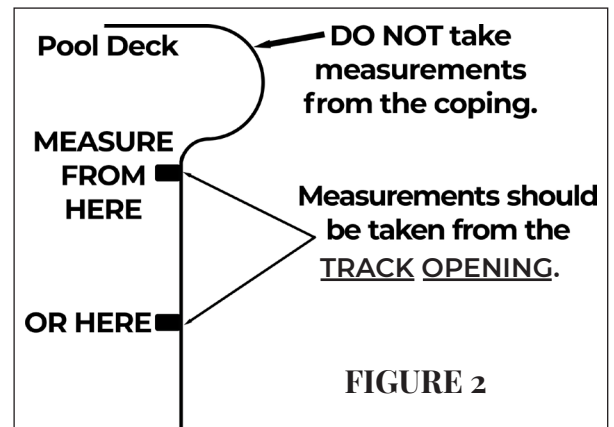 Pool Deck
DO NOT take
measurements
from the coping.
MEASURE
FROM
HERE
Measurements should
be taken from the
TRACK OPENING.
OR HERE
FIGURE 2